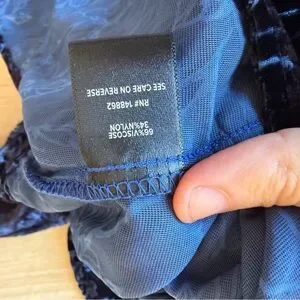 66%VISCOSE
34%NYLON
RN# 148862
SEE CARE ON REVERSE